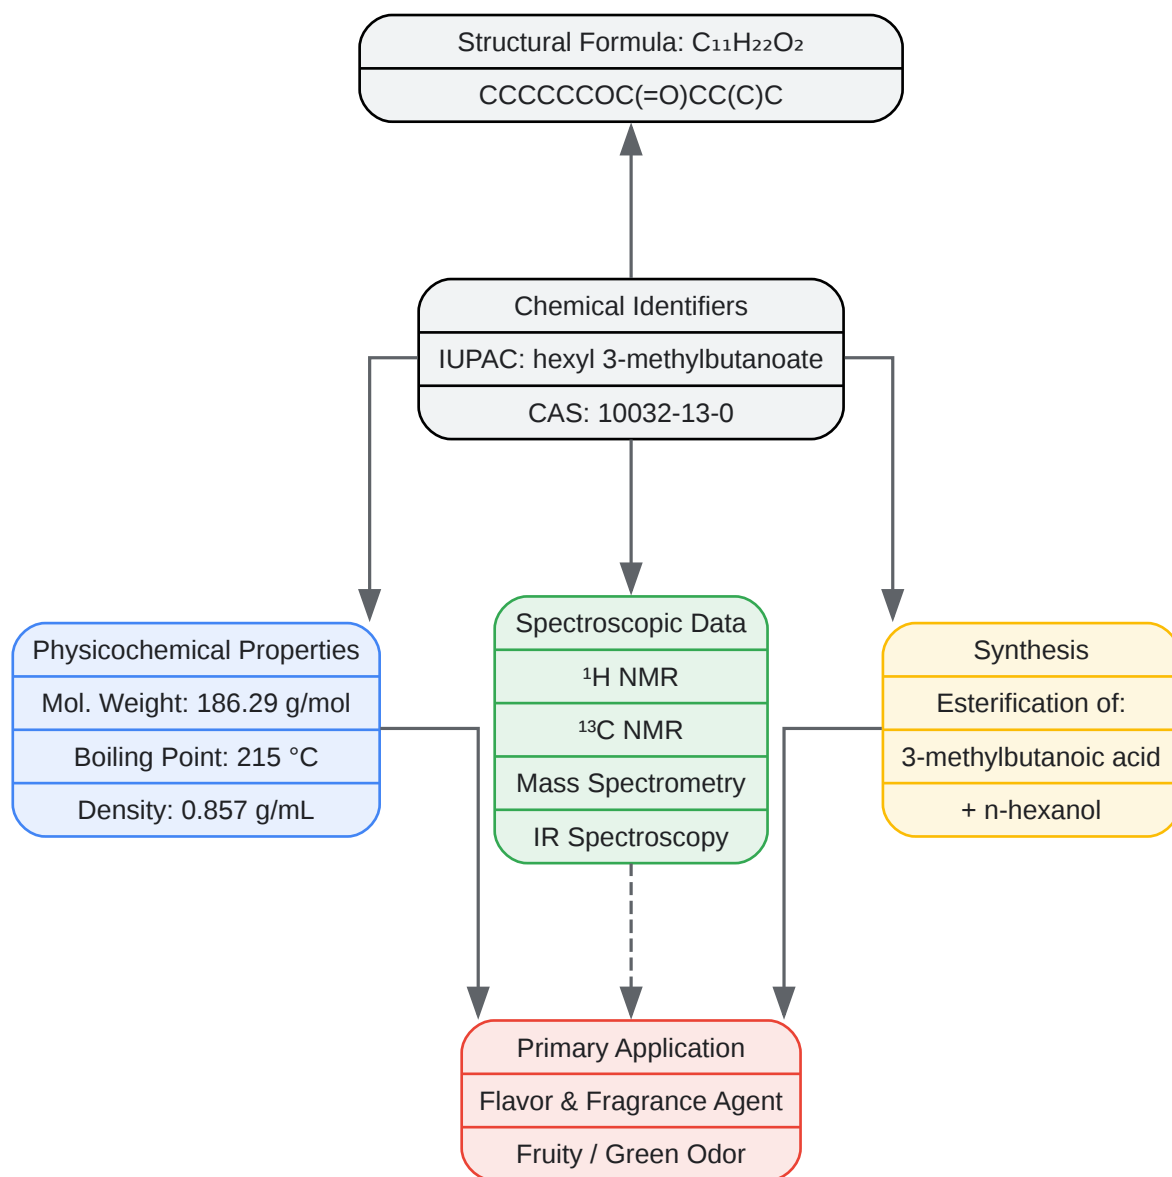 Structural Formula: C₁₁H₂₂O₂
CCCCCCOC(=O)CC(C)C
Chemical Identifiers
IUPAC: hexyl 3-methylbutanoate
CAS: 10032-13-0
Physicochemical Properties
Mol. Weight: 186.29 g/mol
Boiling Point: 215 °C
Density: 0.857 g/mL
Spectroscopic Data
¹H NMR
¹³C NMR
Mass Spectrometry
IR Spectroscopy
Synthesis
Esterification of:
3-methylbutanoic acid
+ n-hexanol
Primary Application
Flavor & Fragrance Agent
Fruity / Green Odor